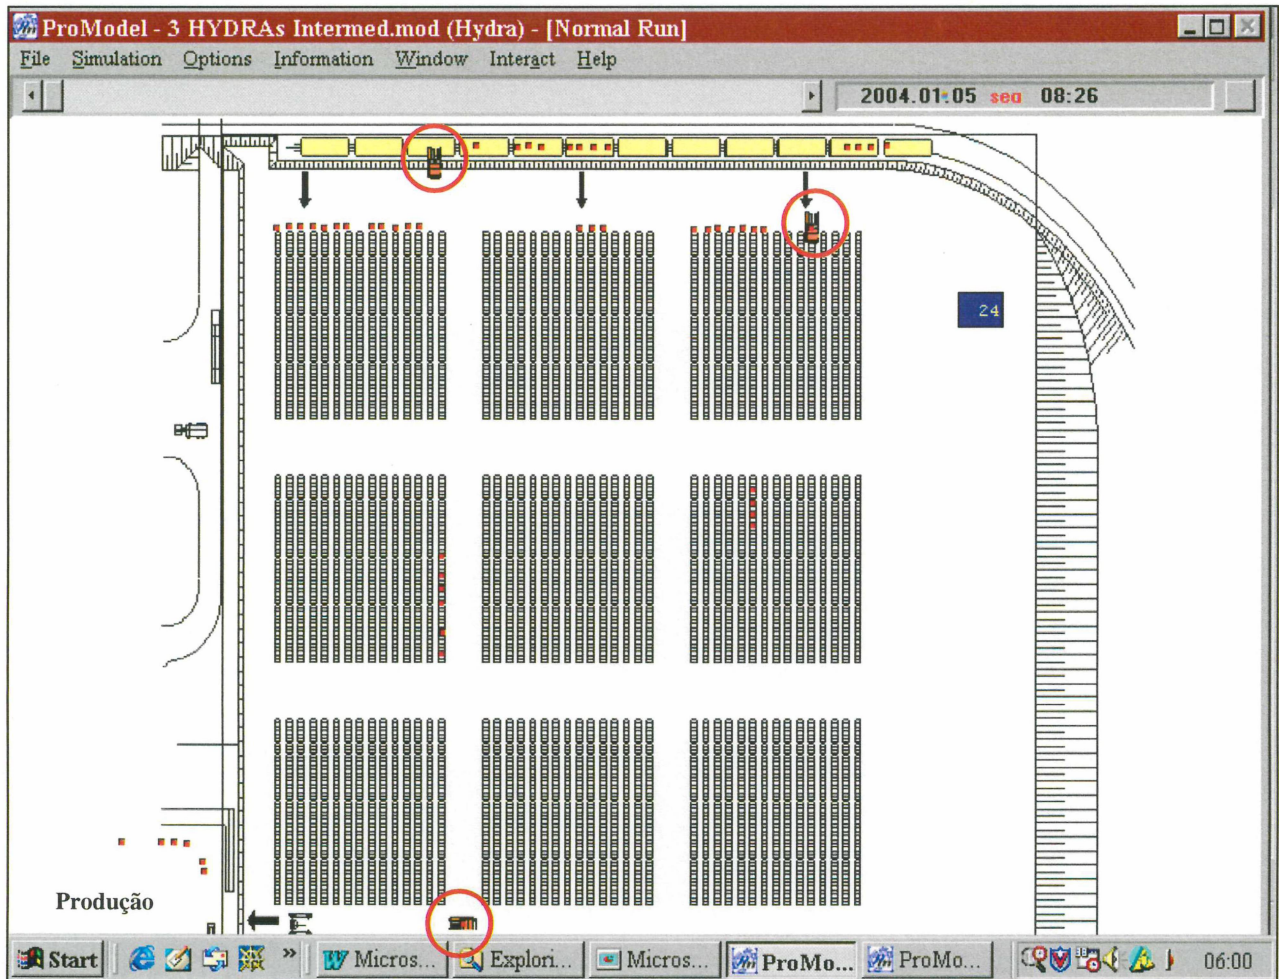 ProModel - 3 HYDRAs Intermed.mod (Hydra) - [Normal Run]
File Simulation Options Information Window Interact Help
2004.01.05 seg 08:26
24
Produção
Start » Micros... Explori... Micros... ProMo... ProMo... 06:00